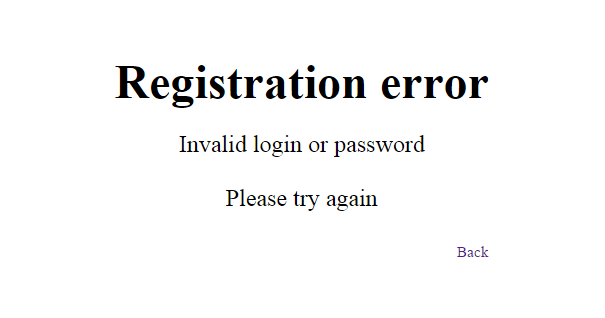 Registration error
Invalid login or password
Please try again
Back